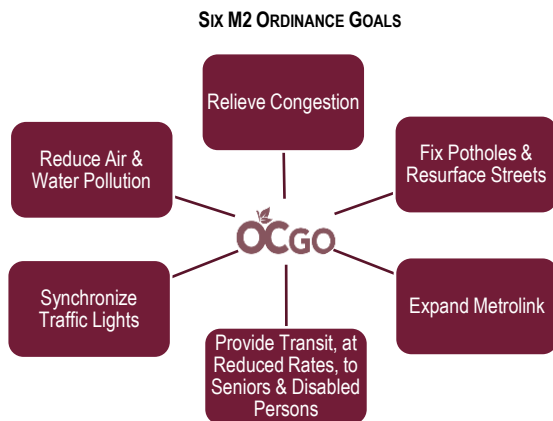 SIX M2 ORDINANCE GOALS
Relieve Congestion
Reduce Air &
Water Pollution
Fix Potholes &
Resurface Streets
OCGO
Synchronize
Traffic Lights
Expand Metrolink
Provide Transit, at
Reduced Rates, to
Seniors & Disabled
Persons